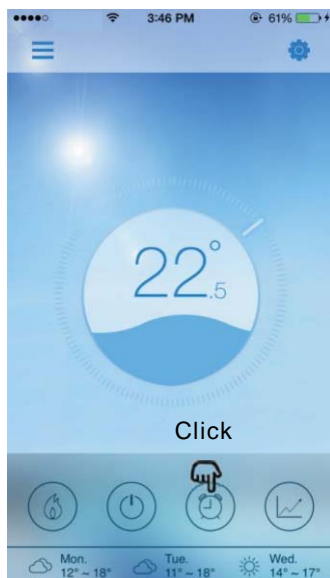 3:46 PM 61%
22°.5
Click
Mon. Tue. Wed.
12° ~ 18° 11° ~ 18° 14° ~ 17°